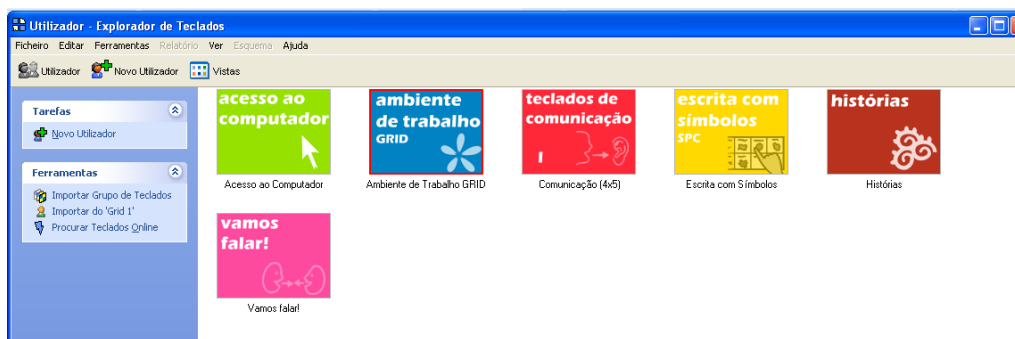 Utilizador - Explorador de Teclados
Ficheiro Editar Ferramentas Relatório Ver Esquema Ajuda
Utilizador Novo Utilizador Vistas
Tarefas
Novo Utilizador
Ferramentas
Importar Grupo de Teclados
Importar do 'Grid 1'
Procurar Teclados Online
acesso ao
computador
Acesso ao Computador
ambiente
de trabalho
GRID
Ambiente de Trabalho GRID
teclados de
comunicação
Comunicação (4x5)
escrita com
símbolos
SPC
Escrita com Símbolos
histórias
Histórias
vamos
falar!
Vamos falar!